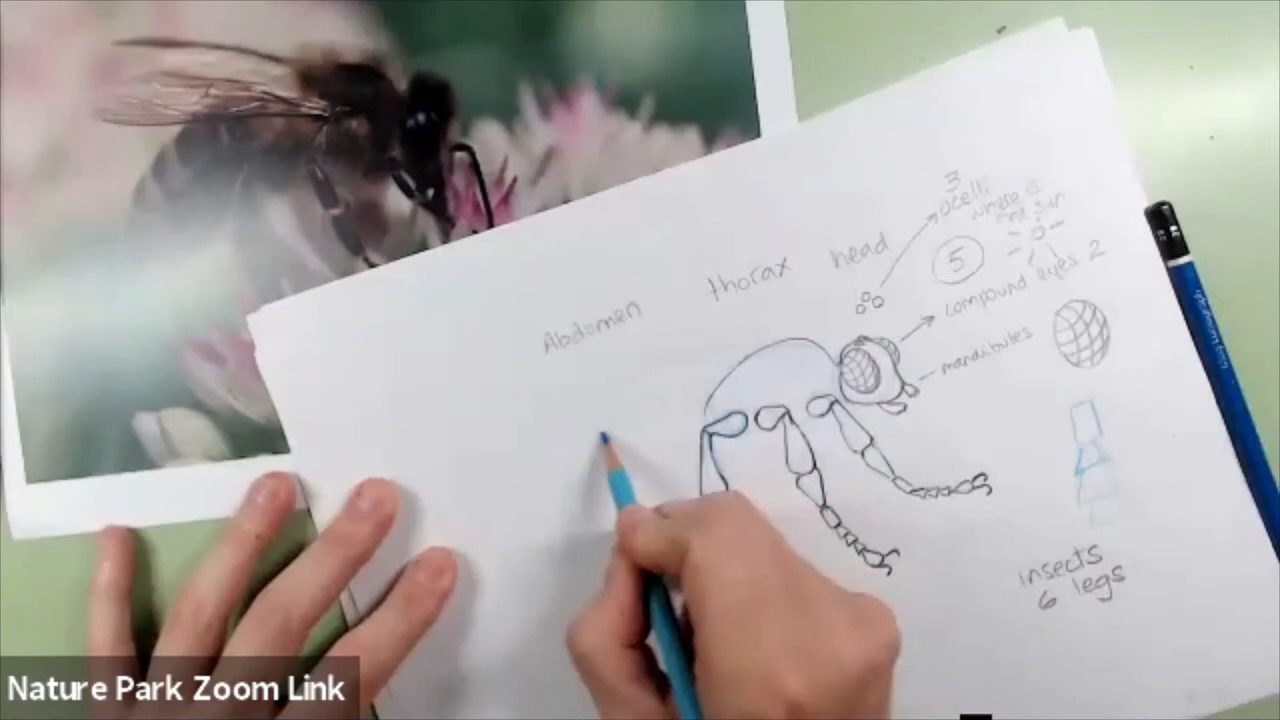 3
ocelli
where is
the sun
head
5
thorax
compound eyes 2
Abdomen
mandibules
insects
6 legs
Nature Park Zoom Link